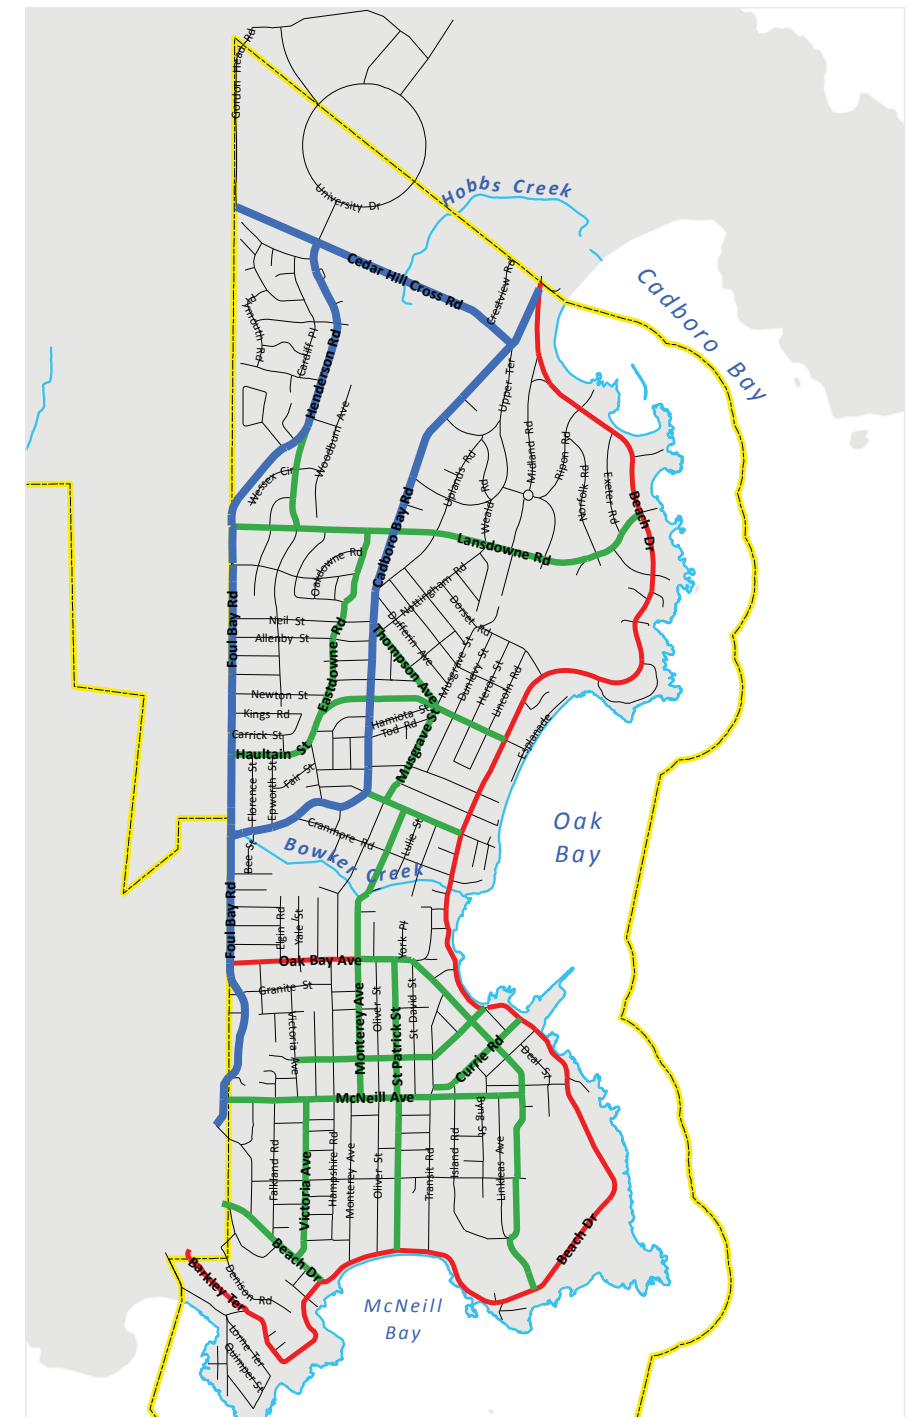 Gordon Head Rd
University Dr
Hobbs Creek
Cedar Hill Cross Rd
Crestview Rd
Cadboro Bay
Plymouth Rd
Cardiff Pl
Henderson Rd
Woodburn Ave
Upper Ter
Midland Rd
Ripon Rd
Uplands Rd
Weald Rd
Norfolk Rd
Exeter Rd
Beach Dr
Wessex Cir
Cadboro Bay Rd
Lansdowne Rd
Oakdowne Rd
Nottingham Rd
Dorset Rd
Dufferin Ave
Foul Bay Rd
Neil St
Allenby St
Eastdowne Rd
Thompson Ave
Musgrave St
Dunlevy St
Heron St
Lincoln Rd
Newton St
Kings Rd
Carrick St
Hamiota St
Tod Rd
Musgrave St
Esplanade
Haultain St
Florence St
Epworth St
Fair St
Cranmore Rd
Lulie St
Oak
Bay
Bee St
Bowker Creek
Foul Bay Rd
Elgin Rd
Yale St
York Pl
Oak Bay Ave
Granite St
Victoria Ave
Monterey Ave
Oliver St
St Patrick St
St David St
Currie Rd
Deal St
McNeill Ave
Byng St
Falkland Rd
Victoria Ave
Hampshire Rd
Monterey Ave
Oliver St
Transit Rd
Island Rd
Linkleas Ave
Beach Dr
Beach Dr
Barkley Ter
Denison Rd
McNeill
Bay
Lorne Ter
Quimper St